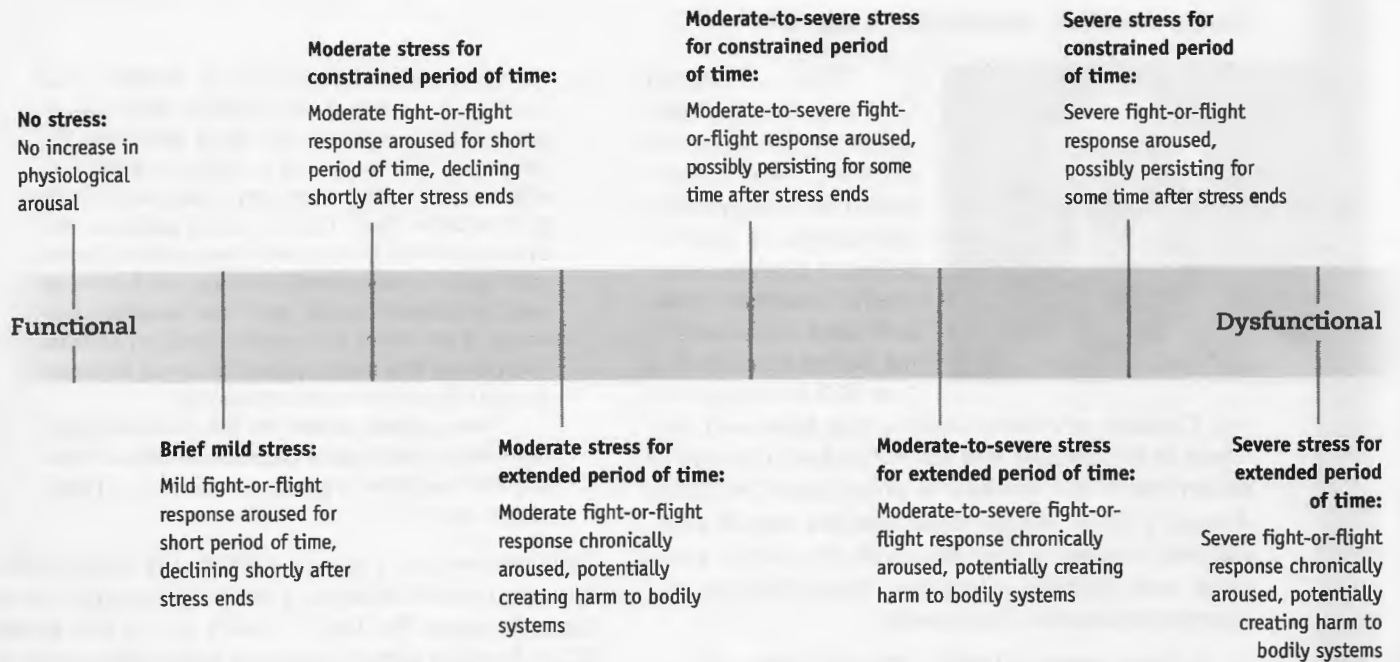 No stress:
No increase in
physiological
arousal
Moderate stress for
constrained period of time:
Moderate fight-or-flight
response aroused for short
period of time, declining
shortly after stress ends
Moderate-to-severe stress
for constrained period
of time:
Moderate-to-severe fight-
or-flight response aroused,
possibly persisting for some
time after stress ends
Severe stress for
constrained period
of time:
Severe fight-or-flight
response aroused,
possibly persisting for
some time after stress ends
Functional
Dysfunctional
Brief mild stress:
Mild fight-or-flight
response aroused for
short period of time,
declining shortly after
stress ends
Moderate stress for
extended period of time:
Moderate fight-or-flight
response chronically
aroused, potentially
creating harm to bodily
systems
Moderate-to-severe stress
for extended period of time:
Moderate-to-severe fight-or-
flight response chronically
aroused, potentially creating
harm to bodily systems
Severe stress for
extended period
of time:
Severe fight-or-flight
response chronically
aroused, potentially
creating harm to
bodily systems